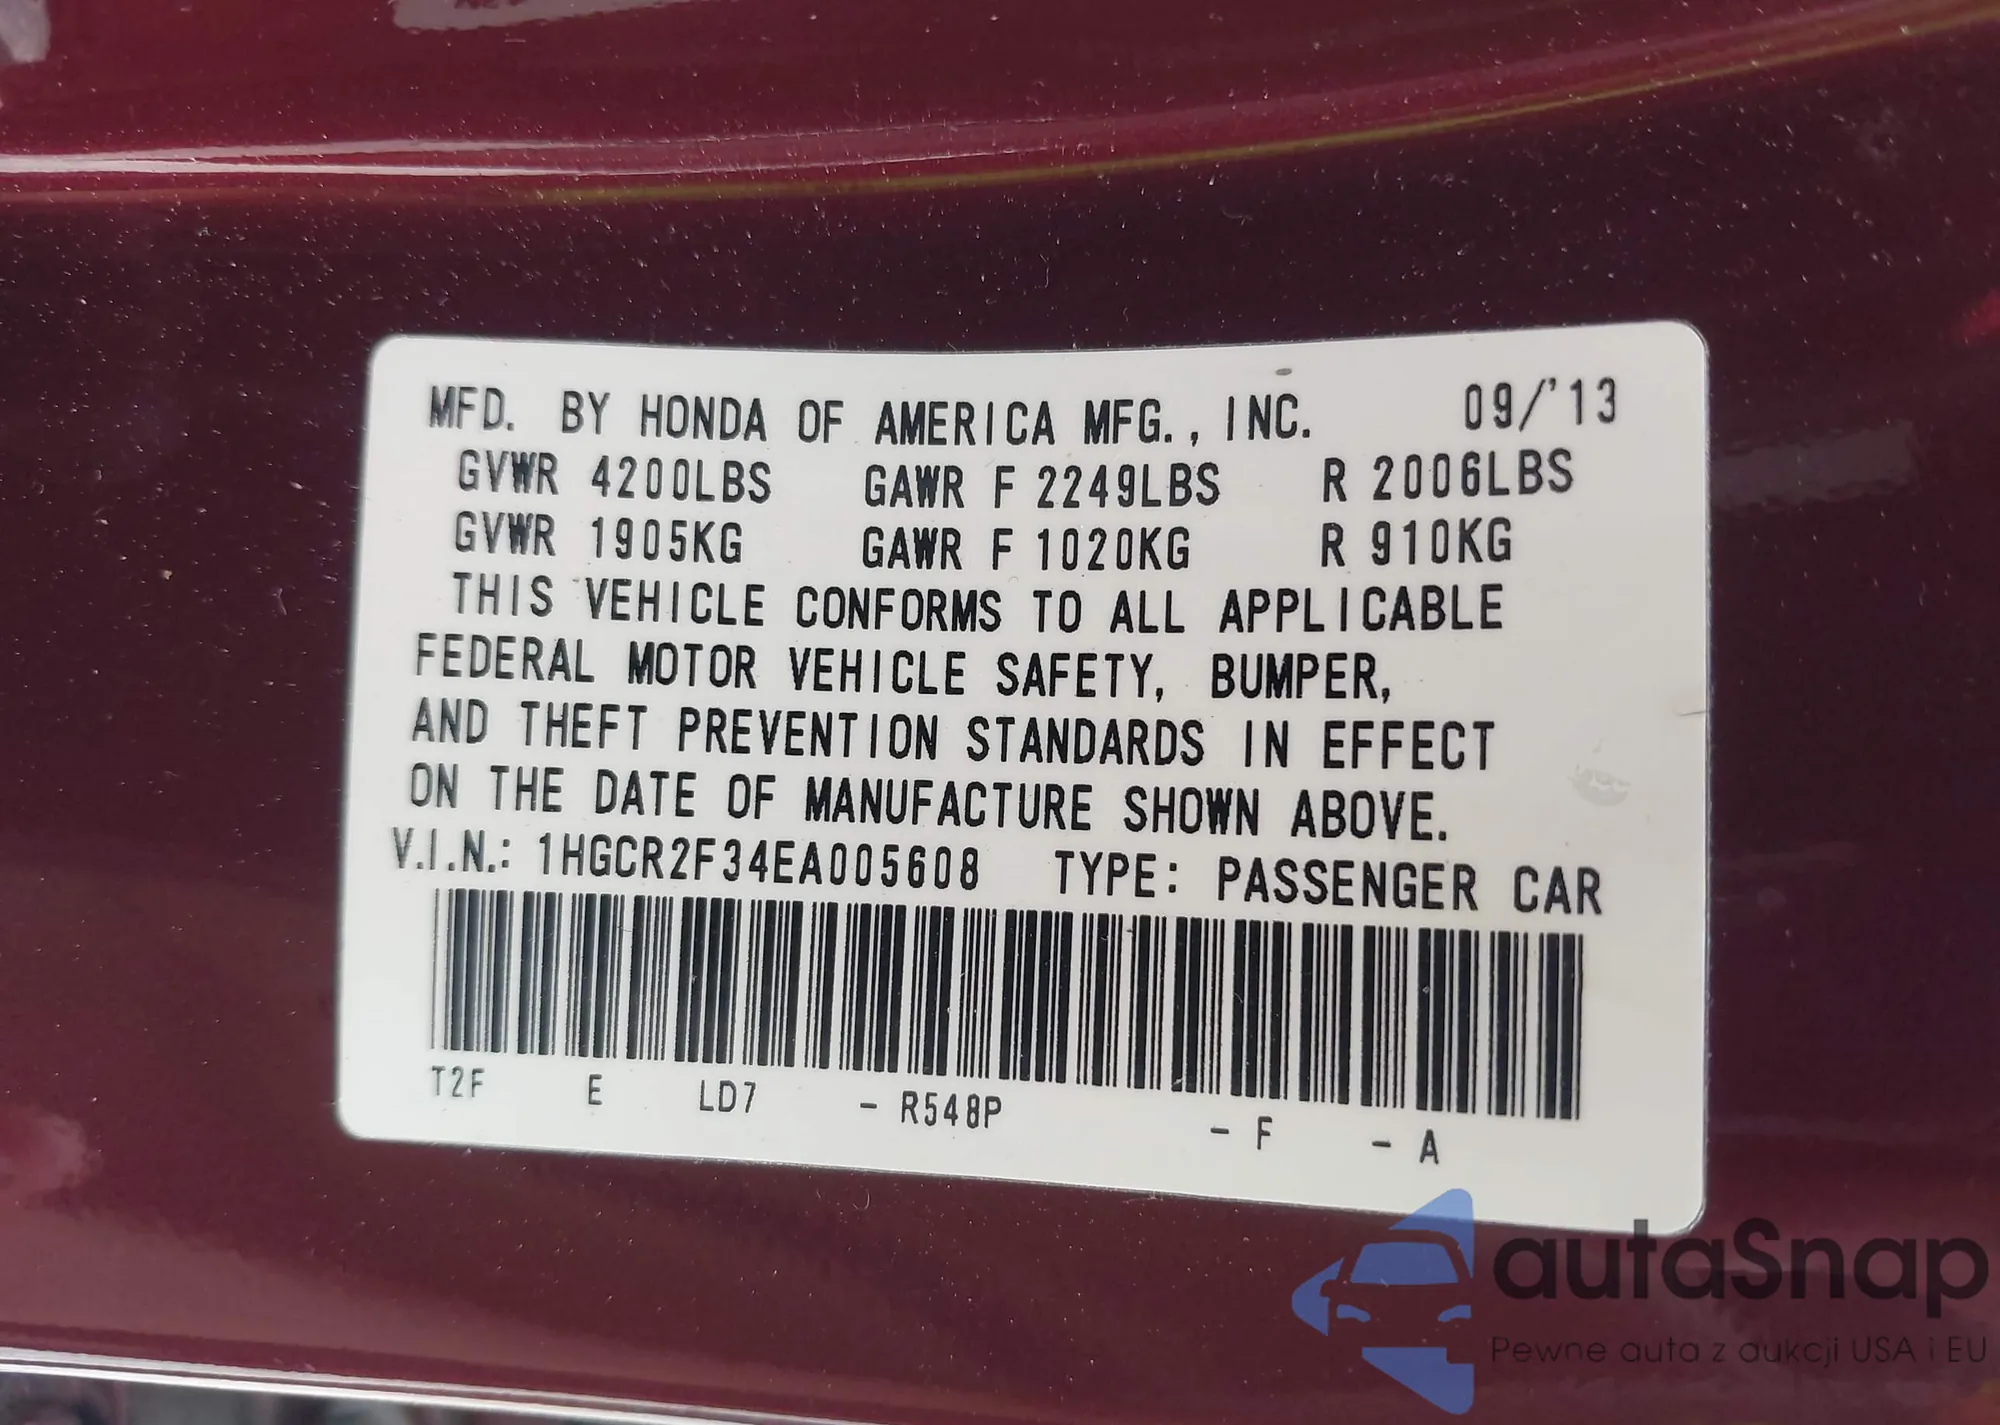 MFD. BY HONDA OF AMERICA MFG., INC. 09/'13
GVWR 4200LBS GAWR F 2249LBS R 2006LBS
GVWR 1905KG GAWR F 1020KG R 910KG
THIS VEHICLE CONFORMS TO ALL APPLICABLE
FEDERAL MOTOR VEHICLE SAFETY, BUMPER,
AND THEFT PREVENTION STANDARDS IN EFFECT
ON THE DATE OF MANUFACTURE SHOWN ABOVE.
V.I.N.: 1HGCR2F34EA005608 TYPE: PASSENGER CAR
T2F E LD7 - R548P - F - A
autaSnap
Pewne auta z aukcji USA i EU